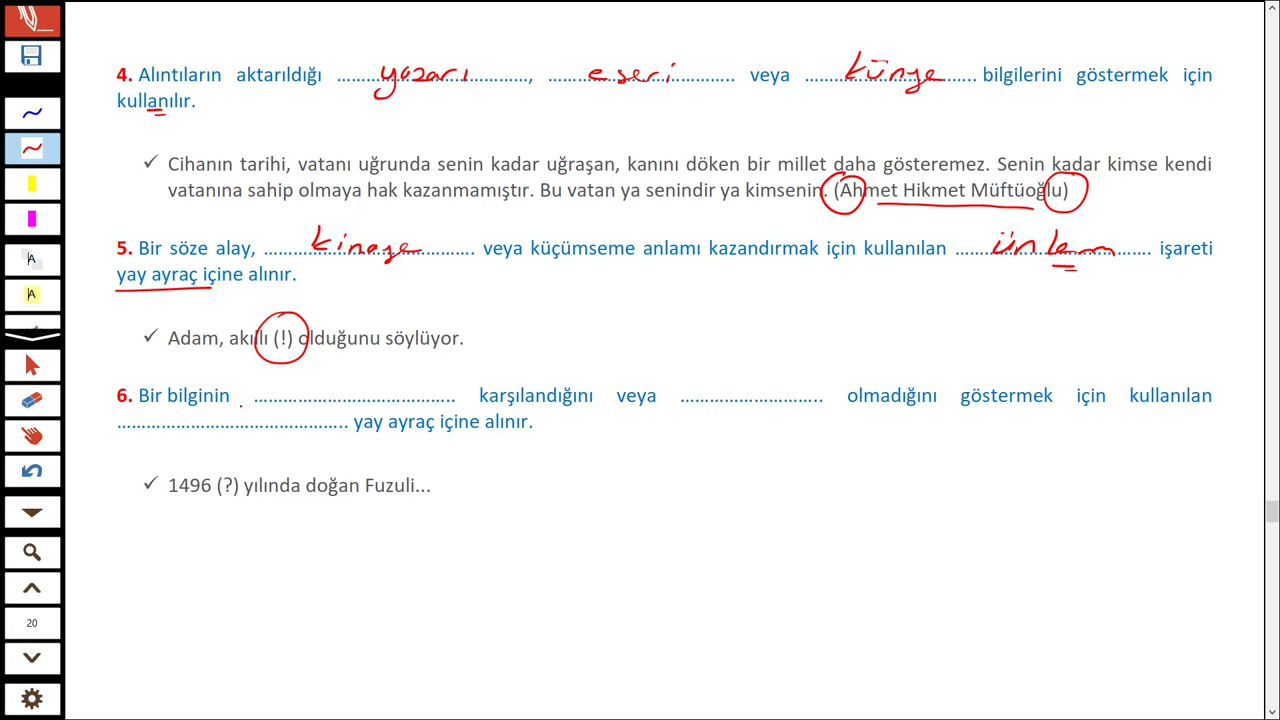 4. Alıntıların aktarıldığı ......yazarı......, ......eseri...... veya ......künye...... bilgilerini göstermek için
kullanılır.
✓ Cihanın tarihi, vatanı uğrunda senin kadar uğraşan, kanını döken bir millet daha gösteremez. Senin kadar kimse kendi
vatanına sahip olmaya hak kazanmamıştır. Bu vatan ya senindir ya kimsenin. (Ahmet Hikmet Müftüoğlu)
5. Bir söze alay, ......kinaye...... veya küçümseme anlamı kazandırmak için kullanılan ......ünlem...... işareti
yay ayraç içine alınır.
✓ Adam, akıllı (!) olduğunu söylüyor.
6. Bir bilginin ...................................... karşılandığını veya .......................... olmadığını göstermek için kullanılan
.......................................... yay ayraç içine alınır.
✓ 1496 (?) yılında doğan Fuzuli...
A
A
20